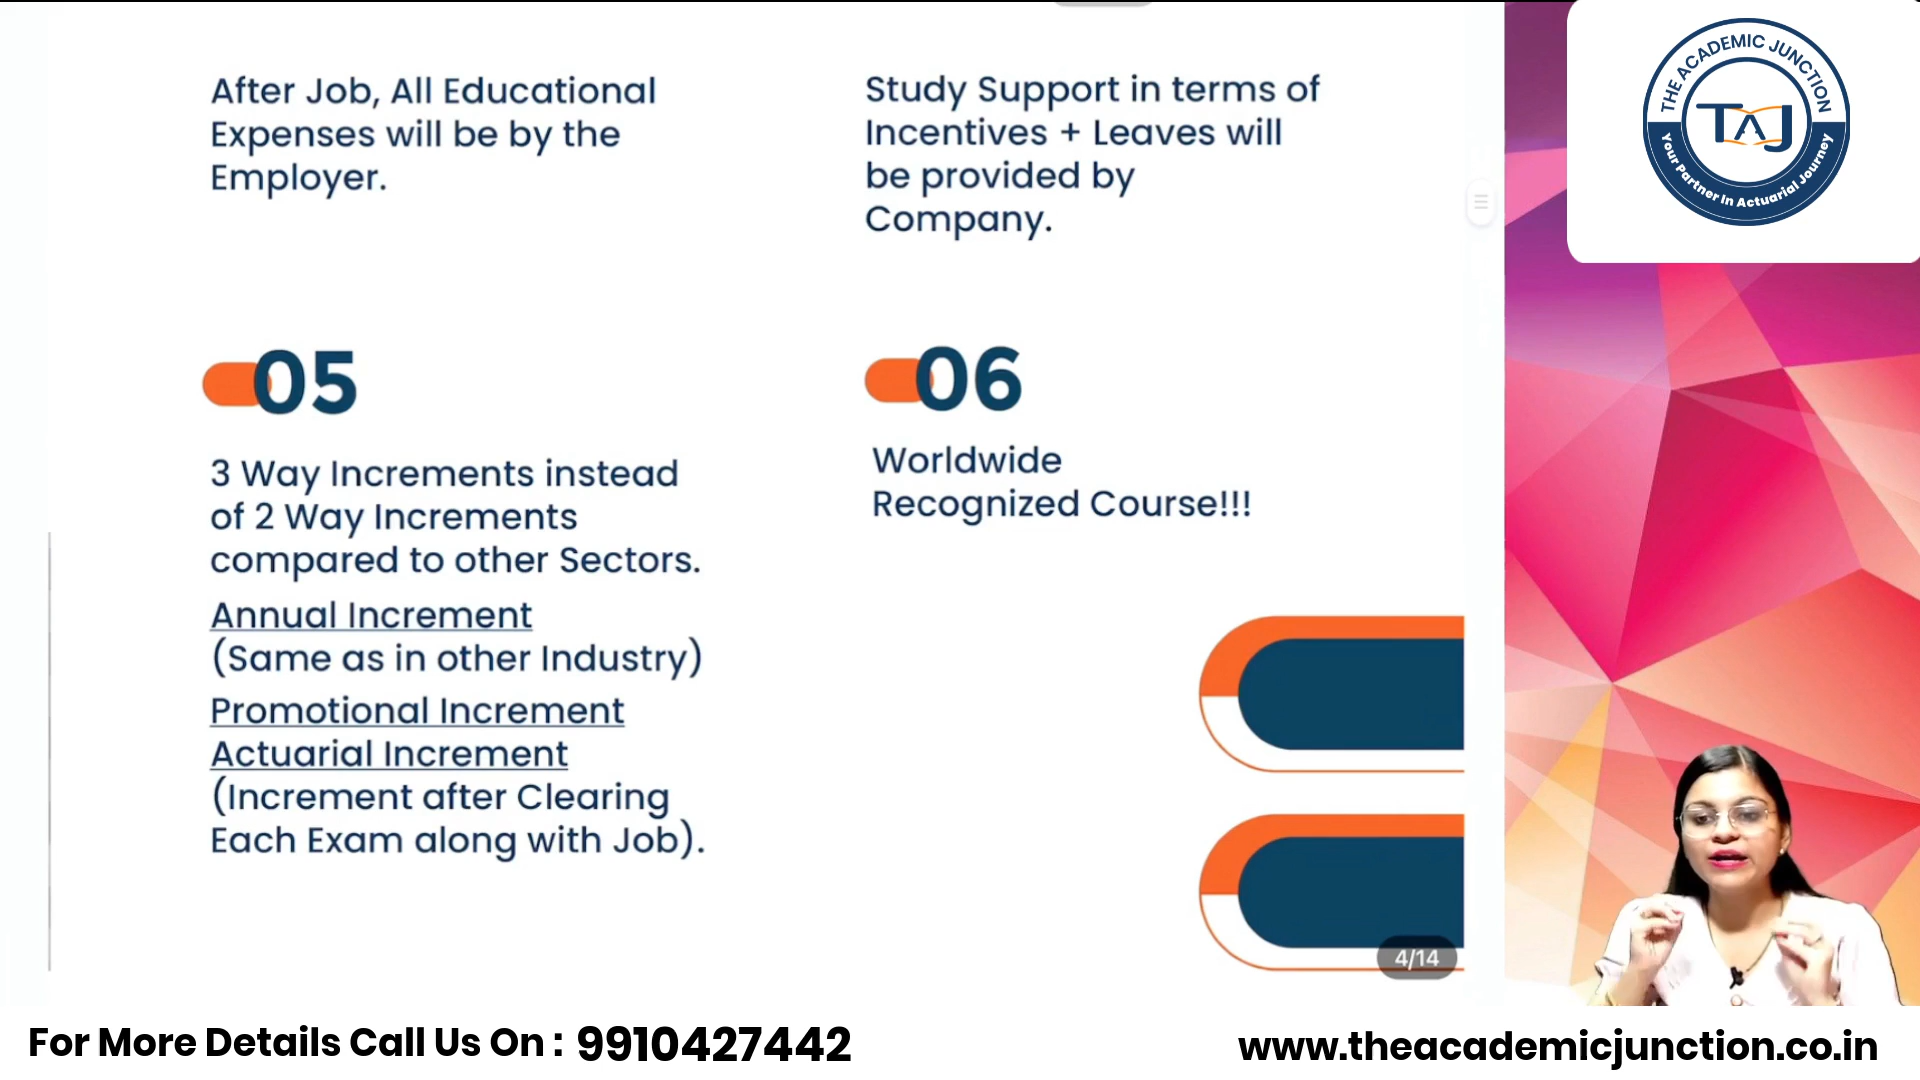 After Job, All Educational
Expenses will be by the
Employer.
Study Support in terms of
Incentives + Leaves will
be provided by
Company.
05
3 Way Increments instead
of 2 Way Increments
compared to other Sectors.
Annual Increment
(Same as in other Industry)
Promotional Increment
Actuarial Increment
(Increment after Clearing
Each Exam along with Job).
06
Worldwide
Recognized Course!!!
4/14
THE ACADEMIC JUNCTION
TAJ
Your Partner In Actuarial Journey
For More Details Call Us On : 9910427442
www.theacademicjunction.co.in